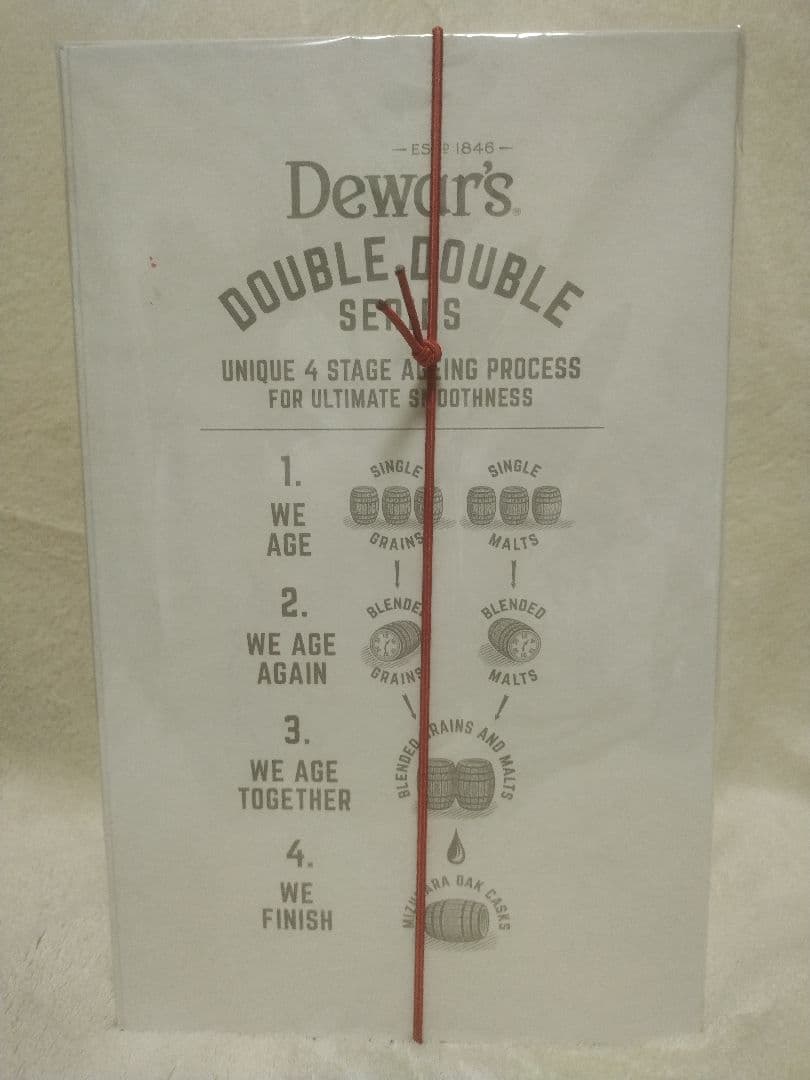 — ESTD 1846 —
Dewar's
DOUBLE DOUBLE
SERIES
UNIQUE 4 STAGE AGEING PROCESS
FOR ULTIMATE SMOOTHNESS
1.
WE
AGE
SINGLE
GRAINS
SINGLE
MALTS
2.
WE AGE
AGAIN
BLENDED
GRAINS
BLENDED
MALTS
3.
WE AGE
TOGETHER
BLENDED GRAINS AND MALTS
4.
WE
FINISH
MIZUNARA OAK CASKS